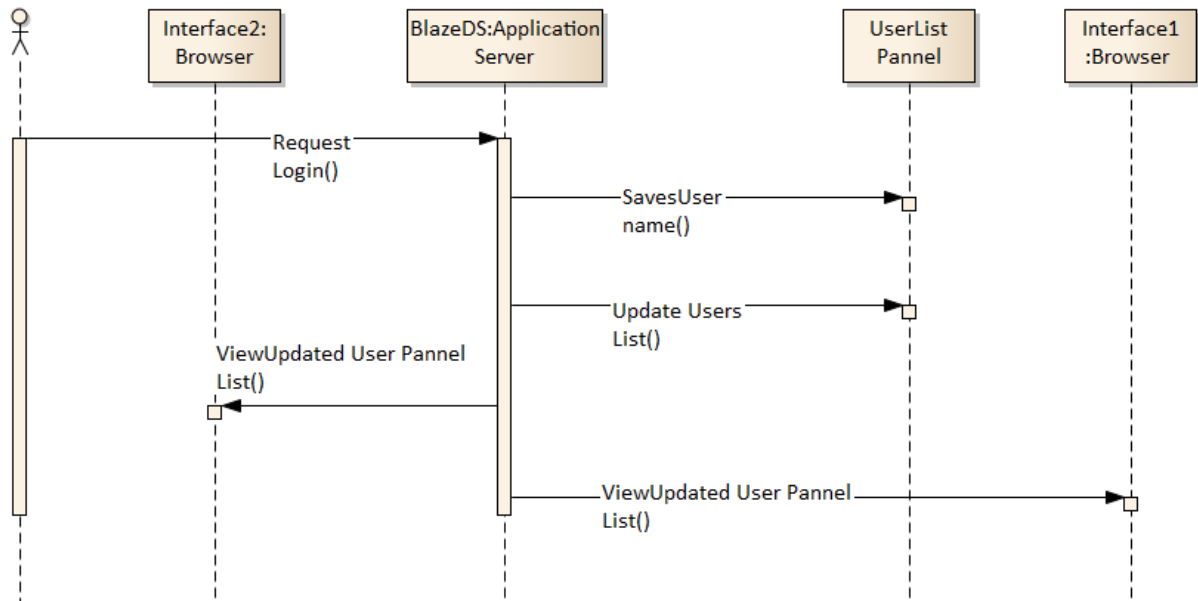 Interface2:
Browser
BlazeDS:Application
Server
UserList
Pannel
Interface1
:Browser
Request
Login()
SavesUser
name()
Update Users
List()
ViewUpdated User Pannel
List()
ViewUpdated User Pannel
List()